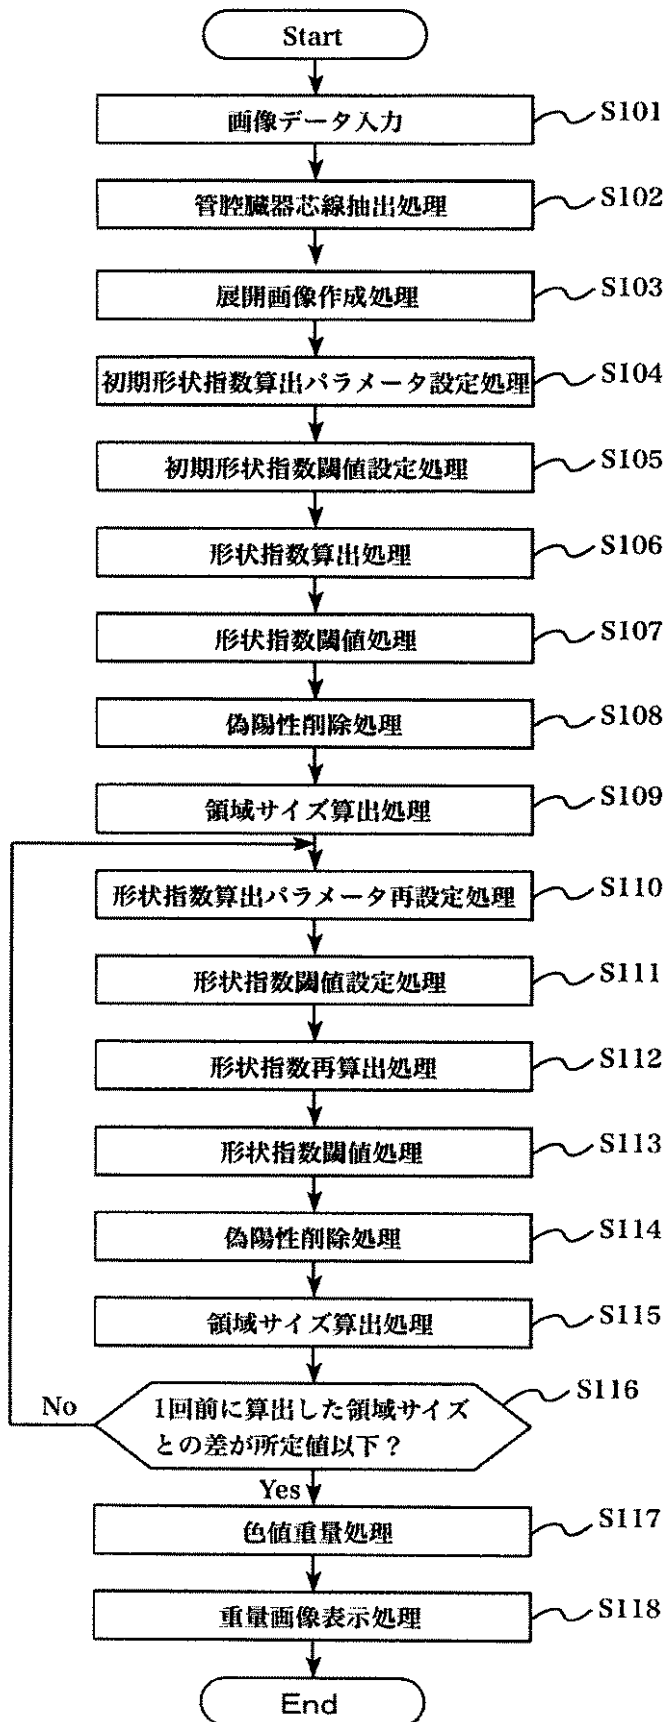 Start
画像データ入力
S101
管腔臓器芯線抽出処理
S102
展開画像作成処理
S103
初期形状指数算出パラメータ設定処理
S104
初期形状指数閾値設定処理
S105
形状指数算出処理
S106
形状指数閾値処理
S107
偽陽性削除処理
S108
領域サイズ算出処理
S109
形状指数算出パラメータ再設定処理
S110
形状指数閾値設定処理
S111
形状指数再算出処理
S112
形状指数閾値処理
S113
偽陽性削除処理
S114
領域サイズ算出処理
S115
1回前に算出した領域サイズ
との差が所定値以下？
S116
No
Yes
色値重量処理
S117
重量画像表示処理
S118
End